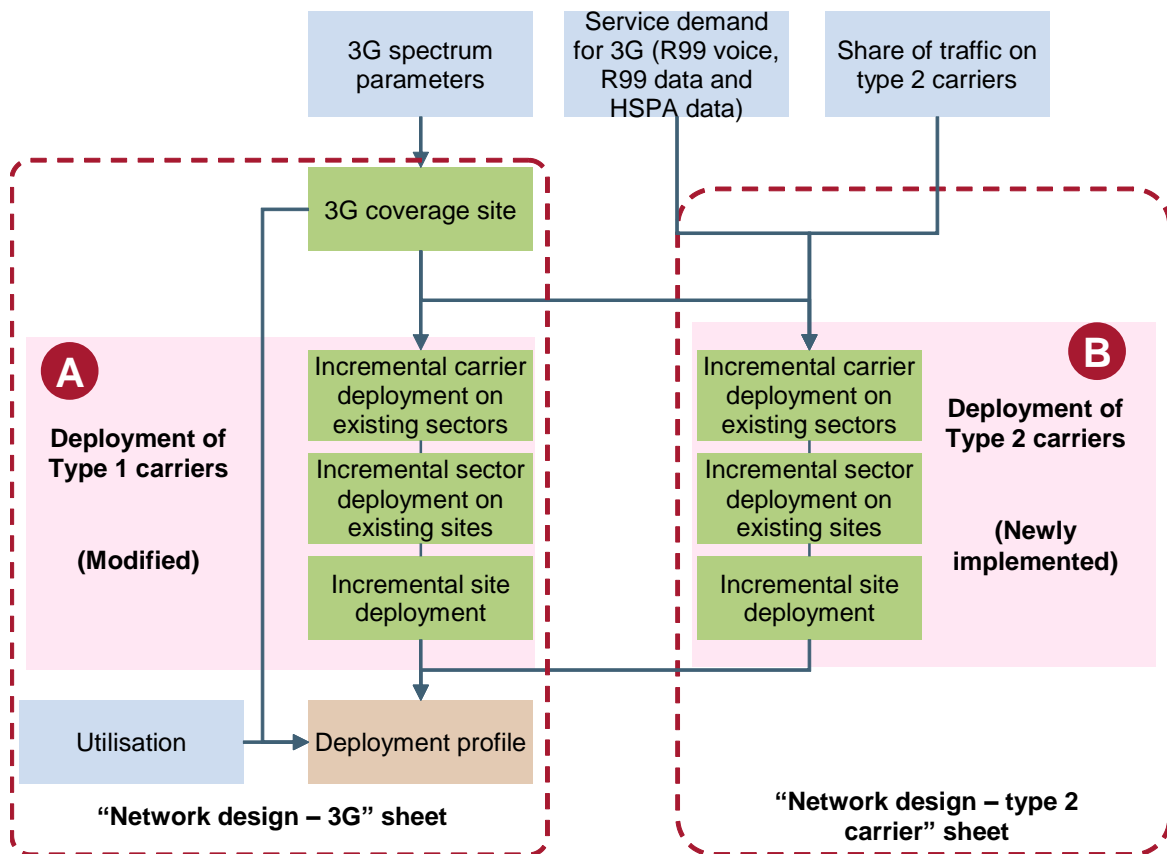 3G spectrum
parameters
Service demand
for 3G (R99 voice,
R99 data and
HSPA data)
Share of traffic on
type 2 carriers
3G coverage site
A
Deployment of
Type 1 carriers
(Modified)
Incremental carrier
deployment on
existing sectors
Incremental sector
deployment on
existing sites
Incremental site
deployment
Incremental carrier
deployment on
existing sectors
Incremental sector
deployment on
existing sites
Incremental site
deployment
B
Deployment of
Type 2 carriers
(Newly
implemented)
Utilisation
Deployment profile
“Network design – 3G” sheet
“Network design – type 2
carrier” sheet